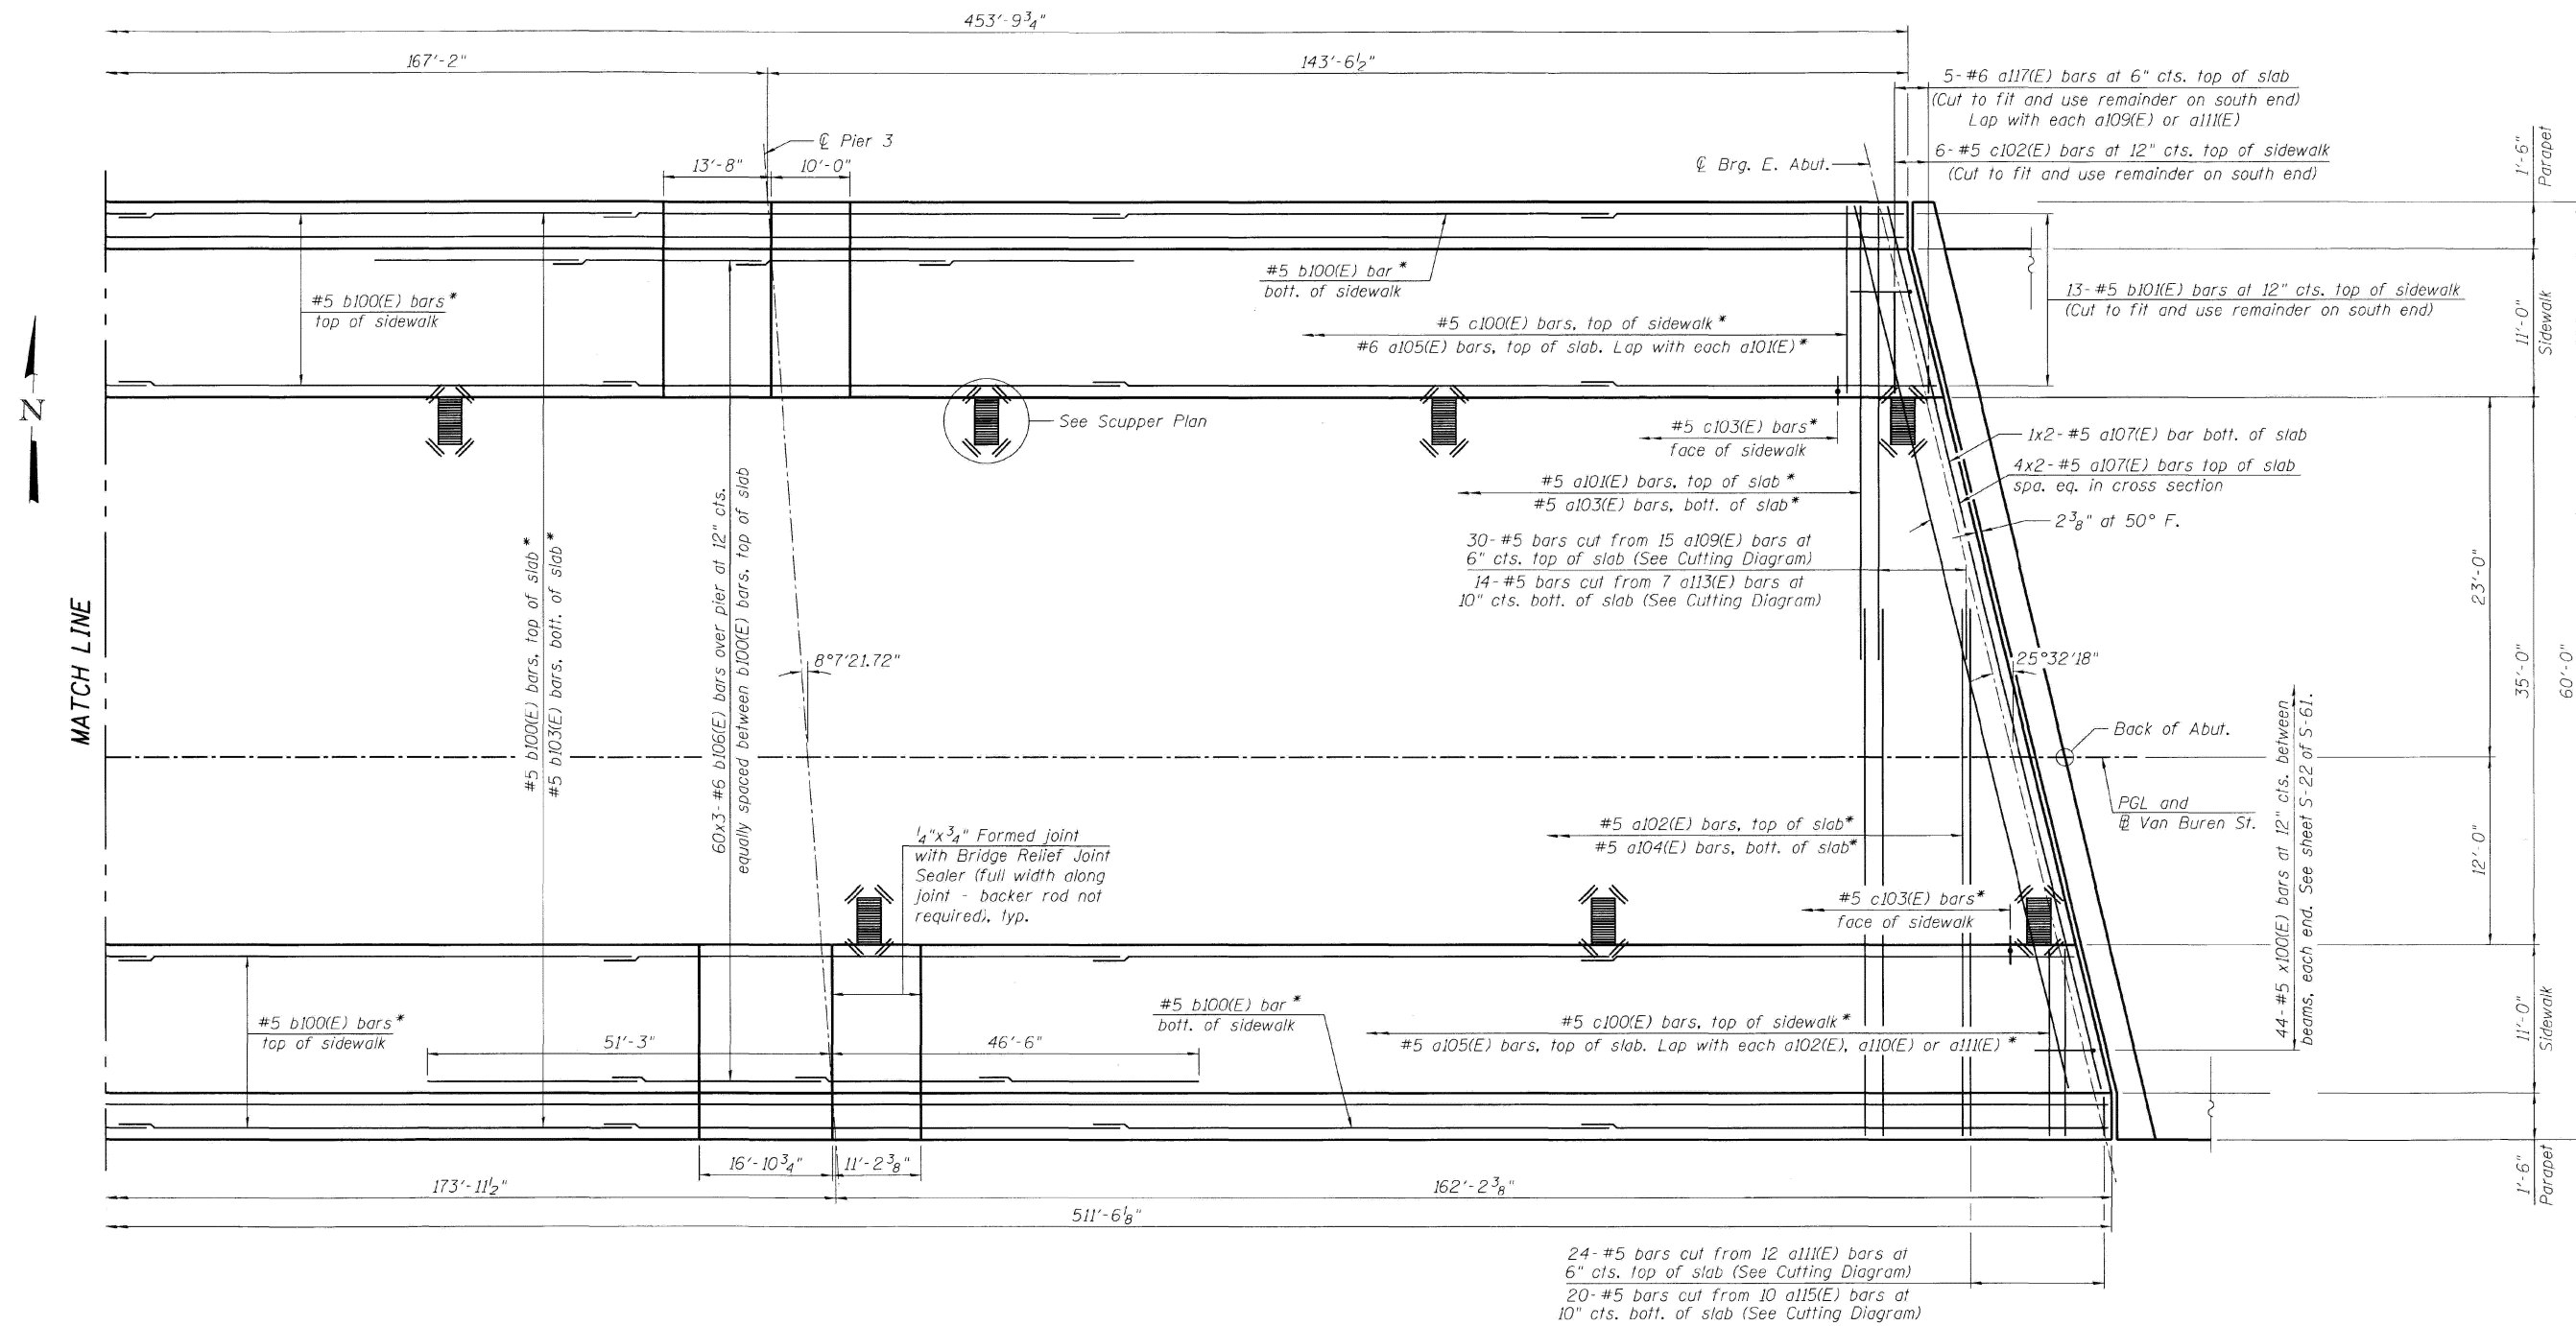 453'-9 3/4"
167'-2"
143'-6 1/2"
5-#6 a117(E) bars at 6" cts. top of slab
(Cut to fit and use remainder on south end)
Lap with each a109(E) or a111(E)
℄ Pier 3
13'-8"
10'-0"
℄ Brg. E. Abut.
6-#5 c102(E) bars at 12" cts. top of sidewalk
(Cut to fit and use remainder on south end)
1'-6"
Parapet
#5 b100(E) bars*
top of sidewalk
#5 b100(E) bar*
bott. of sidewalk
13-#5 b101(E) bars at 12" cts. top of sidewalk
(Cut to fit and use remainder on south end)
11'-0"
Sidewalk
#5 c100(E) bars, top of sidewalk*
#6 a105(E) bars, top of slab. Lap with each a101(E)*
N
See Scupper Plan
#5 c103(E) bars*
face of sidewalk
1x2-#5 a107(E) bar bott. of slab
4x2-#5 a107(E) bars top of slab
spa. eq. in cross section
#5 a101(E) bars, top of slab*
#5 a103(E) bars, bott. of slab*
2 3/8" at 50° F.
30-#5 bars cut from 15 a109(E) bars at
6" cts. top of slab (See Cutting Diagram)
14-#5 bars cut from 7 a113(E) bars at
10" cts. bott. of slab (See Cutting Diagram)
23'-0"
MATCH LINE
#5 b100(E) bars, top of slab*
#5 b103(E) bars, bott. of slab*
60x3-#6 b106(E) bars over pier at 12" cts.
equally spaced between b100(E) bars, top of slab
8°7'21.72"
25°32'18"
35'-0"
60'-0"
44-#5 x100(E) bars at 12" cts. between
beams, each end. See sheet S-22 of S-61.
Back of Abut.
PGL and
℄ Van Buren St.
1/4"x3/4" Formed joint
with Bridge Relief Joint
Sealer (full width along
joint - backer rod not
required), typ.
#5 a102(E) bars, top of slab*
#5 a104(E) bars, bott. of slab*
12'-0"
#5 c103(E) bars*
face of sidewalk
#5 b100(E) bars*
top of sidewalk
51'-3"
46'-6"
#5 b100(E) bar*
bott. of sidewalk
#5 c100(E) bars, top of sidewalk*
#5 a105(E) bars, top of slab. Lap with each a102(E), a110(E) or a111(E)*
11'-0"
Sidewalk
16'-10 3/4"
11'-2 3/8"
1'-6"
Parapet
173'-11 1/2"
162'-2 3/8"
511'-6 1/8"
24-#5 bars cut from 12 a111(E) bars at
6" cts. top of slab (See Cutting Diagram)
20-#5 bars cut from 10 a115(E) bars at
10" cts. bott. of slab (See Cutting Diagram)